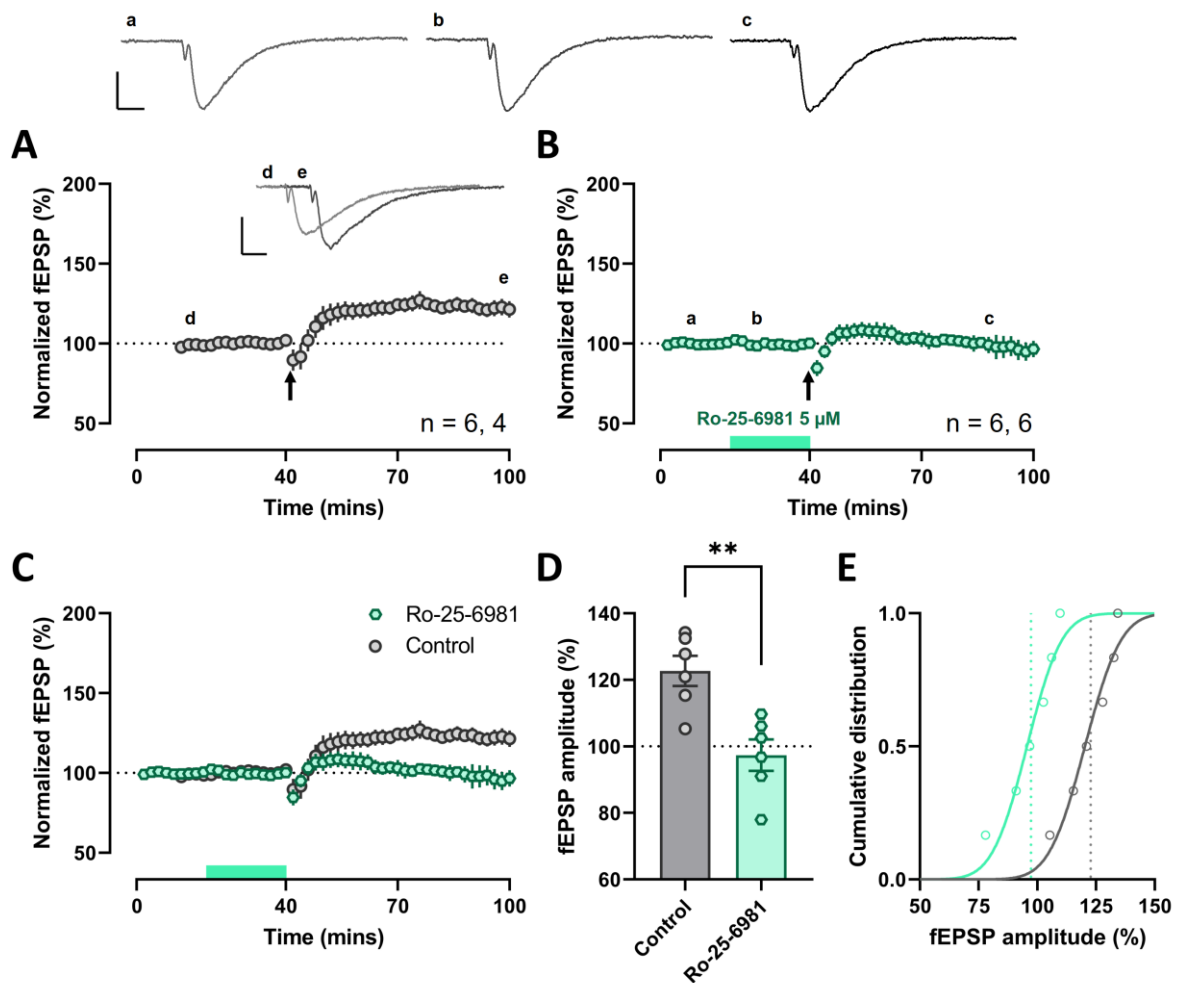 a b c
A B
d e
Normalized fEPSP (%)
200
150
100
50
d
e
n = 6, 4
0 40 70 100
Time (mins)
Normalized fEPSP (%)
200
150
100
50
a b c
Ro-25-6981 5 µM
n = 6, 6
0 40 70 100
Time (mins)
C D E
Normalized fEPSP (%)
200
150
100
50
Ro-25-6981
Control
0 40 70 100
Time (mins)
**
fEPSP amplitude (%)
140
120
100
80
60
Control
Ro-25-6981
Cumulative distribution
1.0
0.5
0.0
50 75 100 125 150
fEPSP amplitude (%)